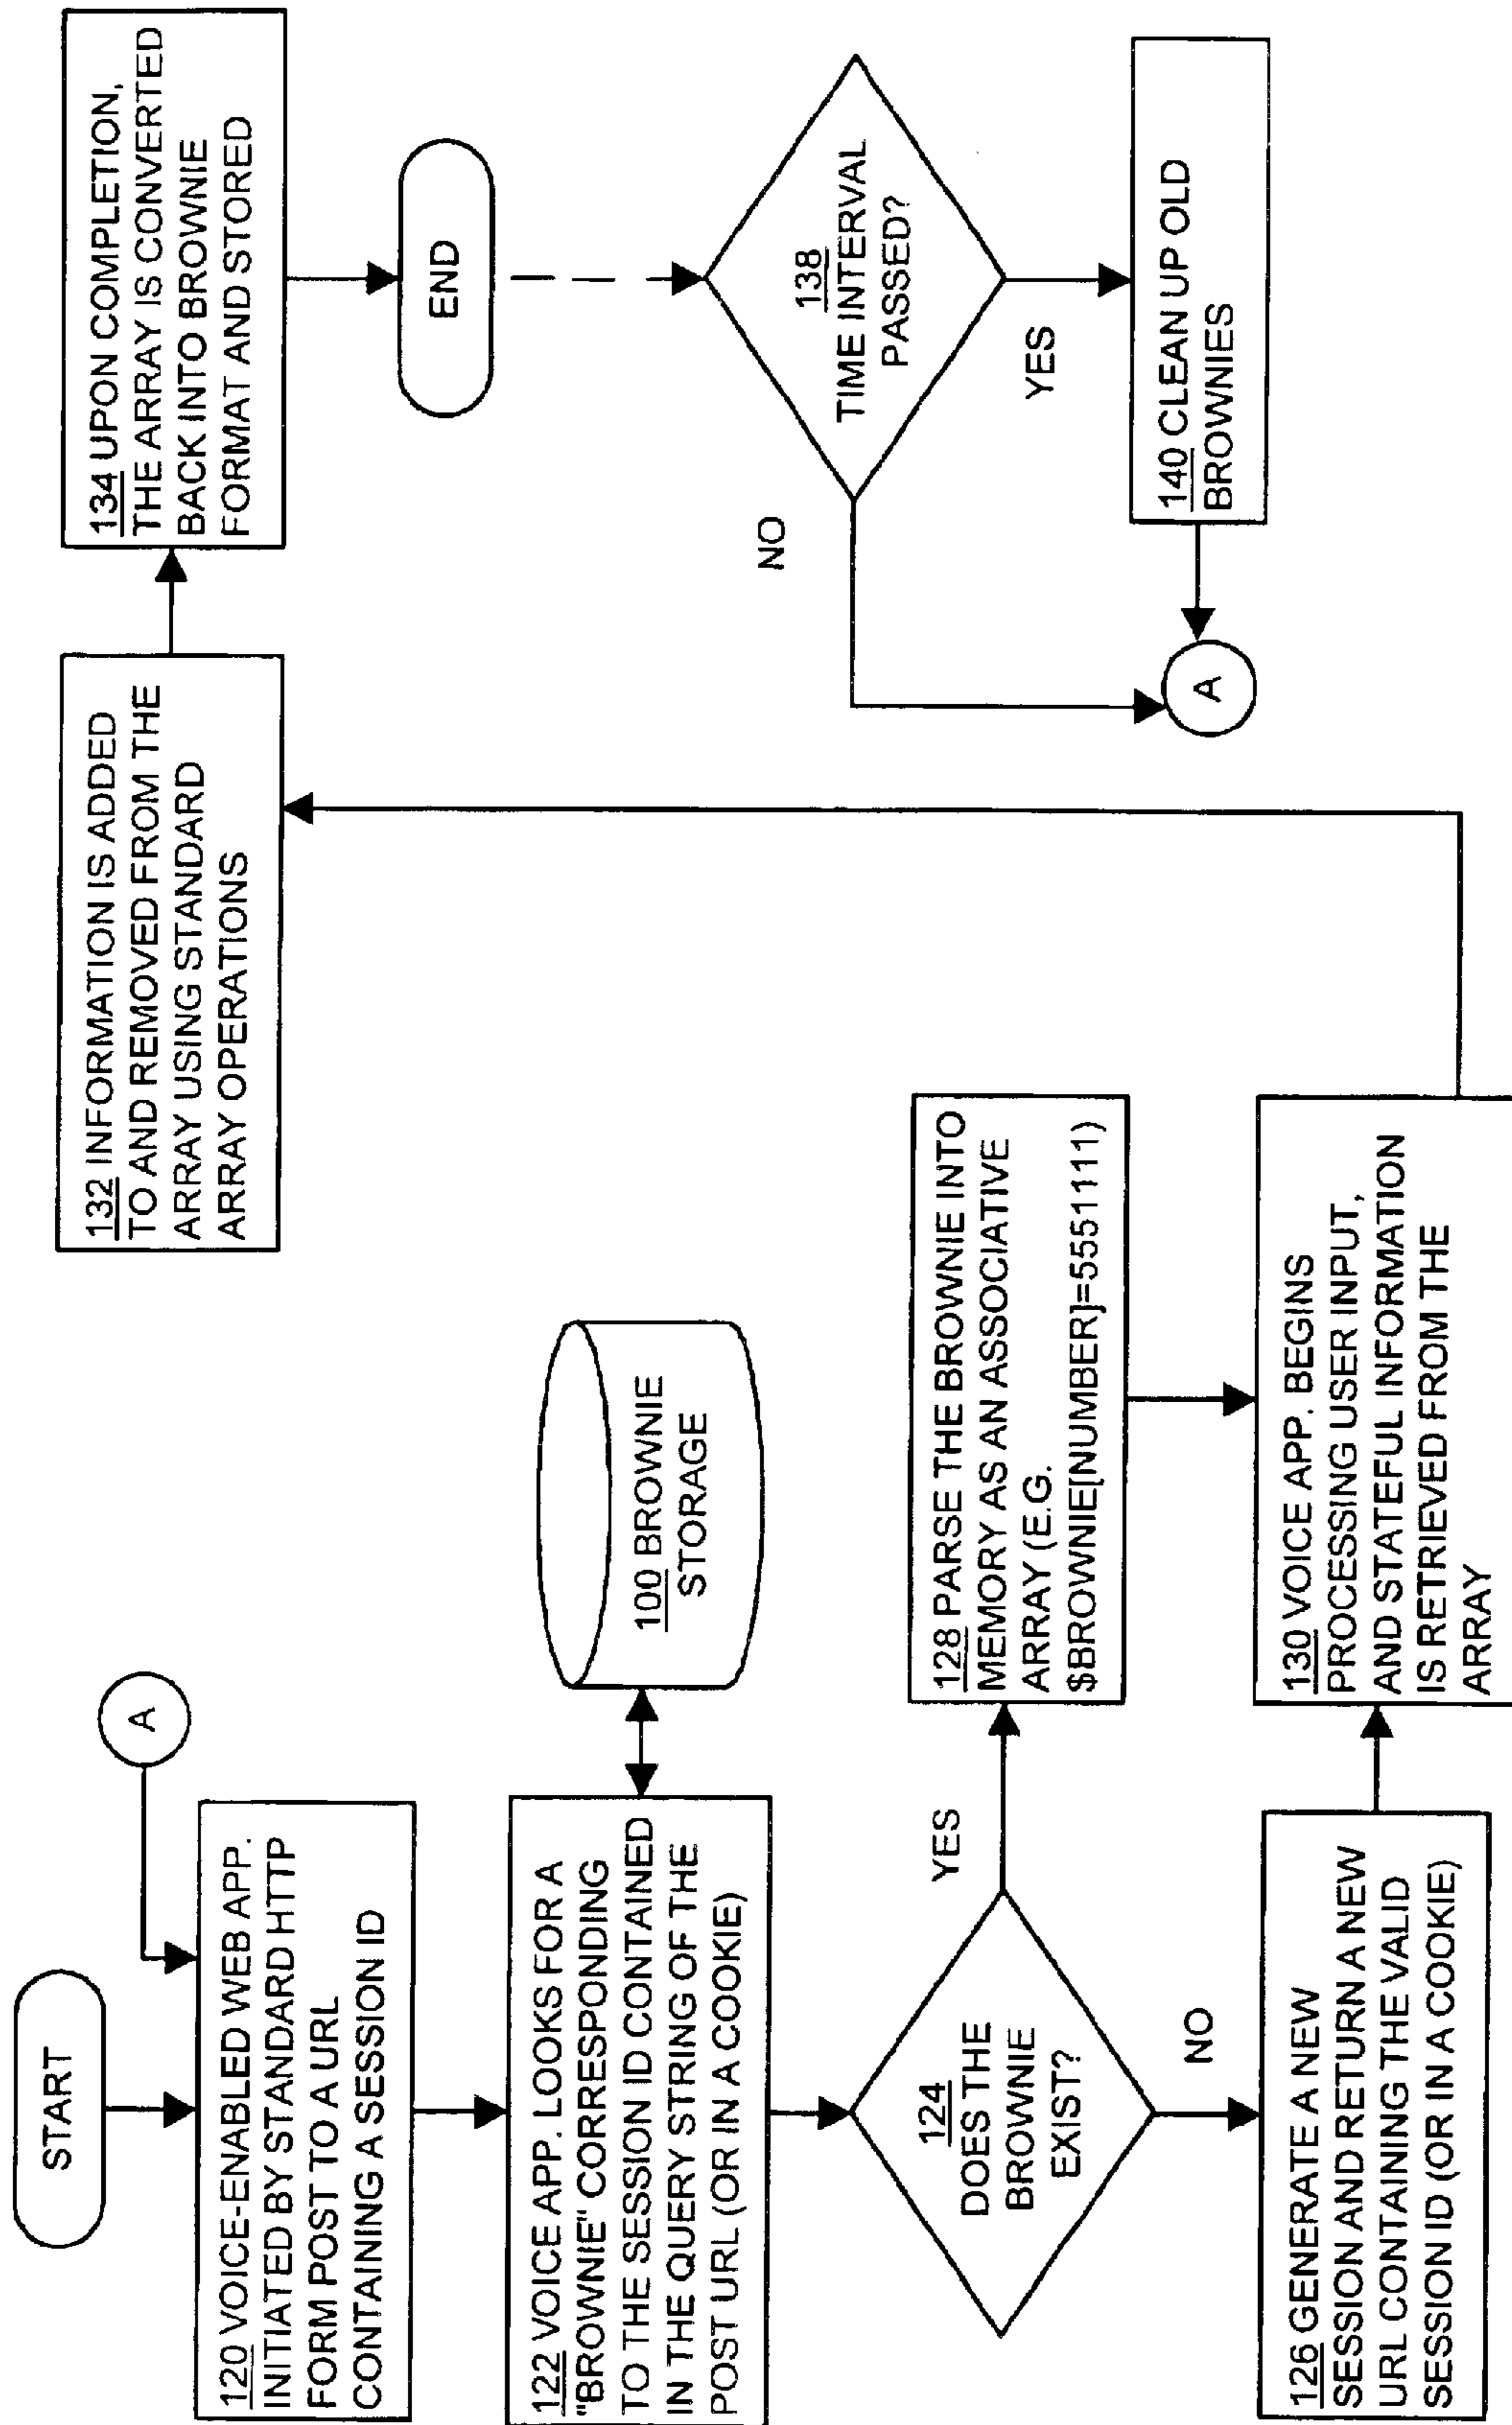 START
A
120 VOICE-ENABLED WEB APP.
INITIATED BY STANDARD HTTP
FORM POST TO A URL
CONTAINING A SESSION ID
122 VOICE APP. LOOKS FOR A
"BROWNIE" CORRESPONDING
TO THE SESSION ID CONTAINED
IN THE QUERY STRING OF THE
POST URL (OR IN A COOKIE)
100 BROWNIE
STORAGE
124
DOES THE
BROWNIE
EXIST?
YES
NO
126 GENERATE A NEW
SESSION AND RETURN A NEW
URL CONTAINING THE VALID
SESSION ID (OR IN A COOKIE)
128 PARSE THE BROWNIE INTO
MEMORY AS AN ASSOCIATIVE
ARRAY (E.G.
$BROWNIE[NUMBER]=5551111)
130 VOICE APP. BEGINS
PROCESSING USER INPUT,
AND STATEFUL INFORMATION
IS RETRIEVED FROM THE
ARRAY
132 INFORMATION IS ADDED
TO AND REMOVED FROM THE
ARRAY USING STANDARD
ARRAY OPERATIONS
134 UPON COMPLETION,
THE ARRAY IS CONVERTED
BACK INTO BROWNIE
FORMAT AND STORED
END
138
TIME INTERVAL
PASSED?
NO
YES
140 CLEAN UP OLD
BROWNIES
A